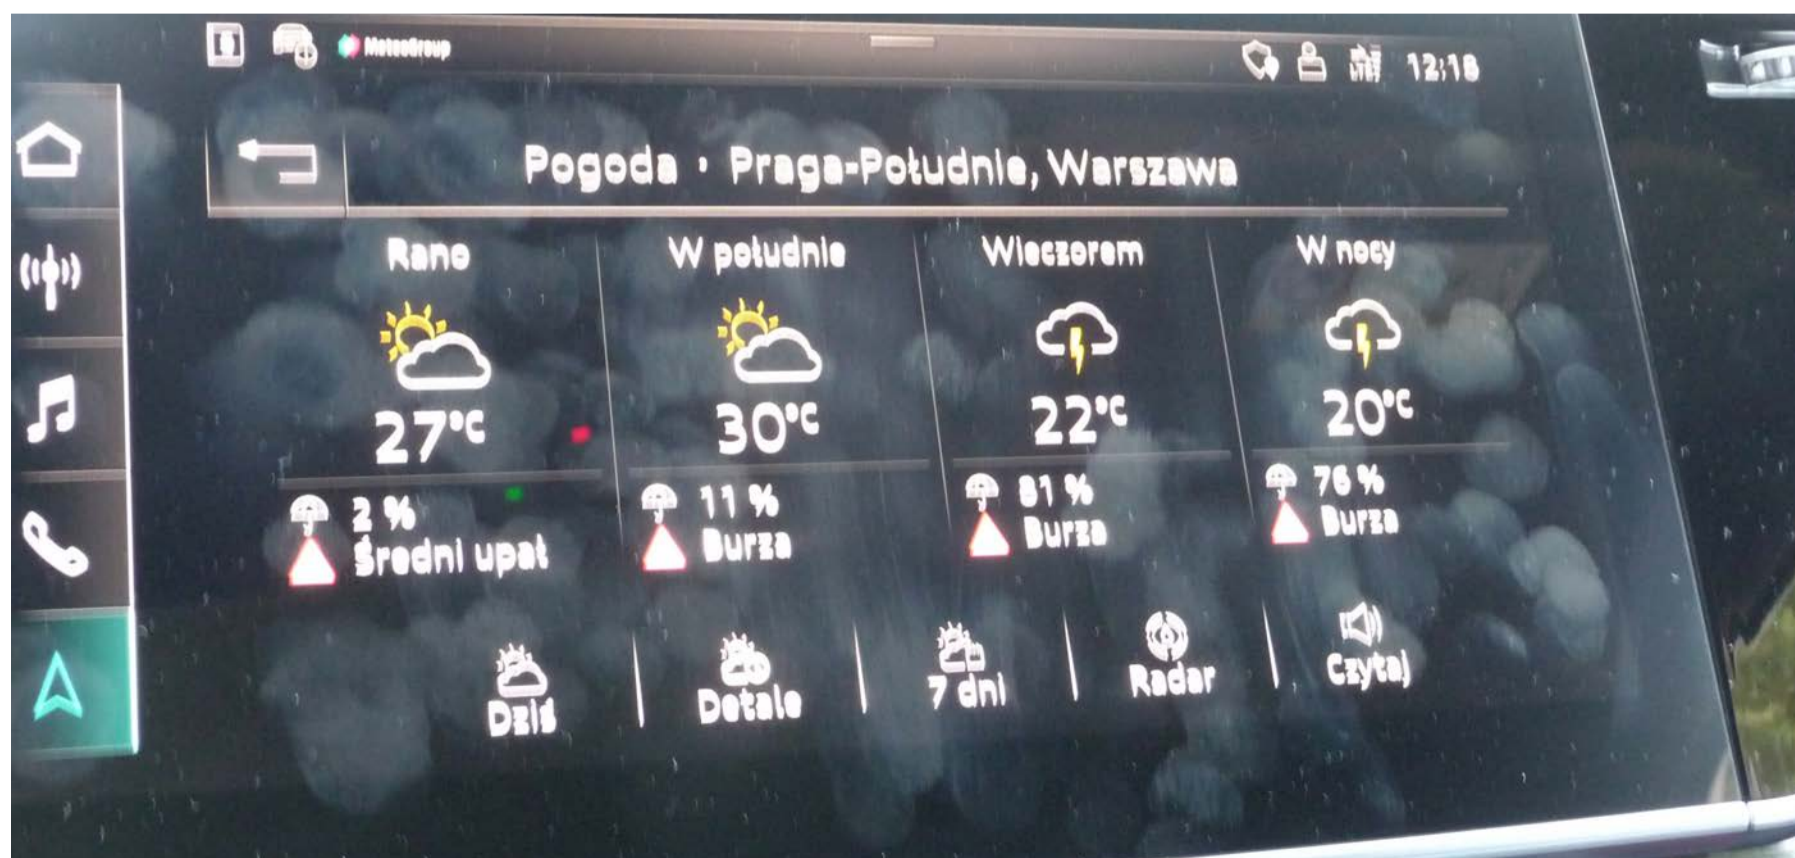 MeteoGroup
12:18
Pogoda · Praga-Południe, Warszawa
Rano
W południe
Wieczorem
W nocy
27°C
30°C
22°C
20°C
2 %
Średni upał
11 %
Burza
81 %
Burza
76 %
Burza
Dziś
Detale
7 dni
Radar
Czytaj